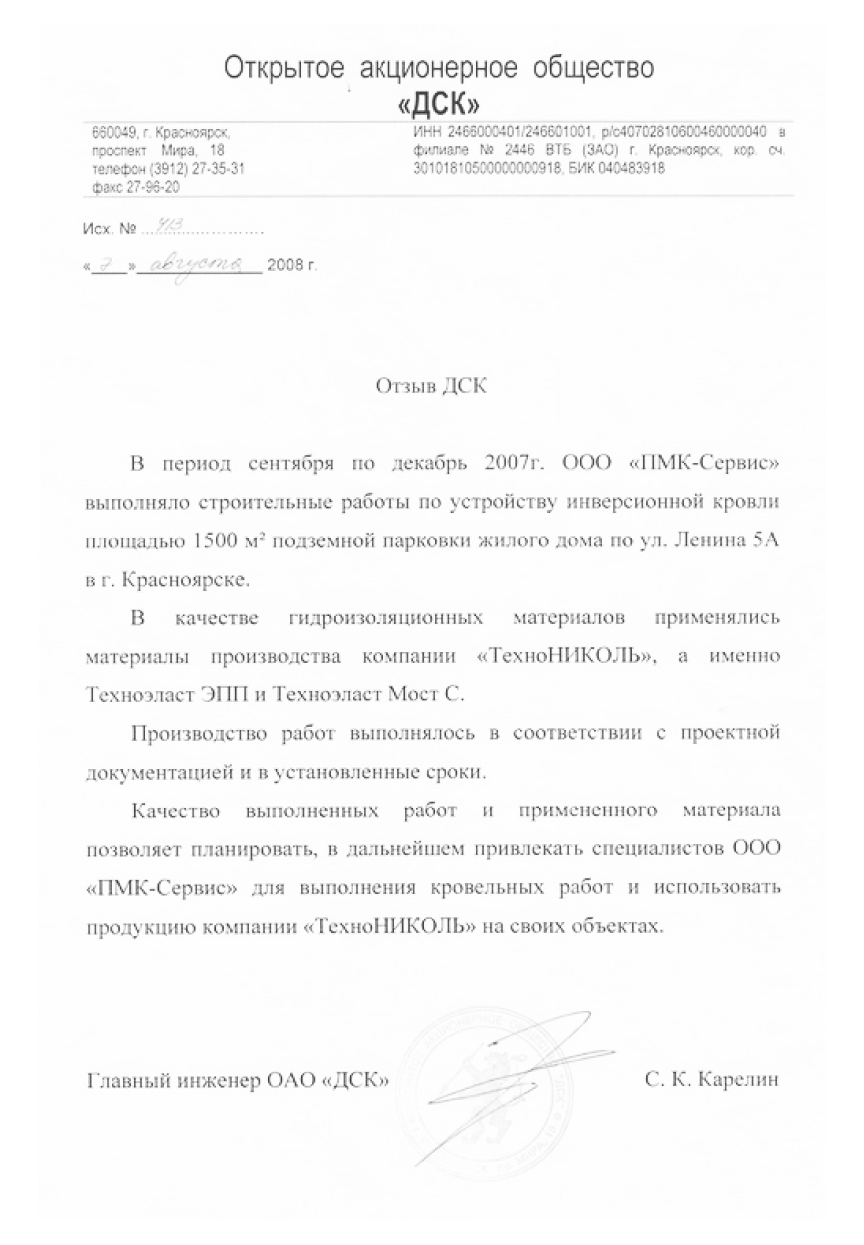 Открытое акционерное общество
«ДСК»
660049, г. Красноярск,
проспект Мира, 18
телефон (3912) 27-35-31
факс 27-96-20
ИНН 2466000401/246601001, р/с40702810600460000040 в
филиале № 2446 ВТБ (ЗАО) г. Красноярск, кор. сч.
30101810500000000918, БИК 040483918
Исх. № ... 413 ...............
« » августа 2008 г.
Отзыв ДСК
В период сентября по декабрь 2007г. ООО «ПМК-Сервис»
выполняло строительные работы по устройству инверсионной кровли
площадью 1500 м² подземной парковки жилого дома по ул. Ленина 5А
в г. Красноярске.
В качестве гидроизоляционных материалов применялись
материалы производства компании «ТехноНИКОЛЬ», а именно
Техноэласт ЭПП и Техноэласт Мост С.
Производство работ выполнялось в соответствии с проектной
документацией и в установленные сроки.
Качество выполненных работ и примененного материала
позволяет планировать, в дальнейшем привлекать специалистов ООО
«ПМК-Сервис» для выполнения кровельных работ и использовать
продукцию компании «ТехноНИКОЛЬ» на своих объектах.
Главный инженер ОАО «ДСК»
С. К. Карелин